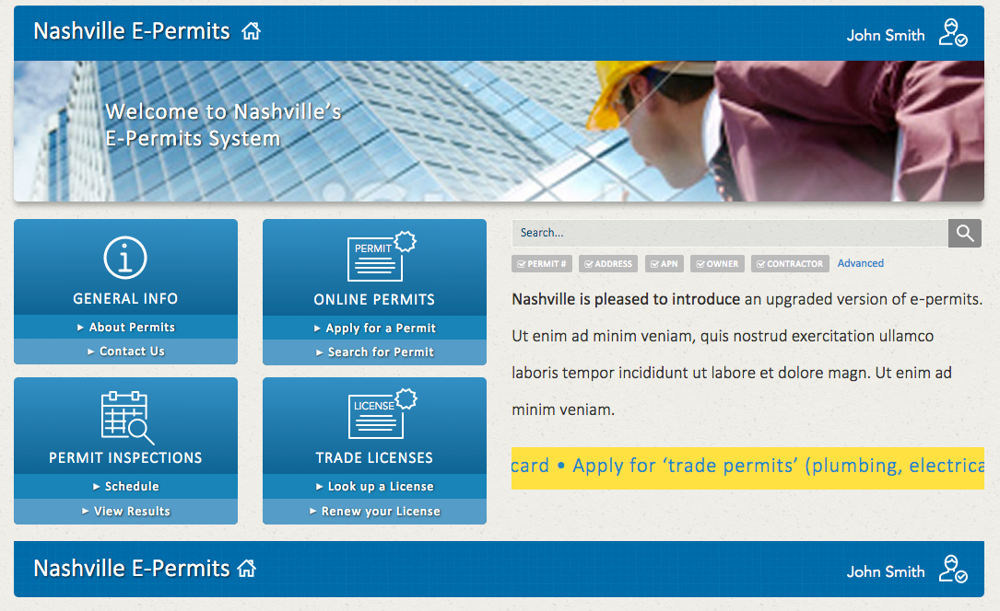 Nashville E-Permits
John Smith
Welcome to Nashville’s
E-Permits System
GENERAL INFO
▸ About Permits
▸ Contact Us
PERMIT
ONLINE PERMITS
▸ Apply for a Permit
▸ Search for Permit
PERMIT INSPECTIONS
▸ Schedule
▸ View Results
LICENSE
TRADE LICENSES
▸ Look up a License
▸ Renew your License
Search...
PERMIT # ADDRESS APN OWNER CONTRACTOR Advanced
Nashville is pleased to introduce an upgraded version of e-permits.
Ut enim ad minim veniam, quis nostrud exercitation ullamco
laboris tempor incididunt ut labore et dolore magn. Ut enim ad
minim veniam.
card • Apply for ‘trade permits’ (plumbing, electrica
Nashville E-Permits
John Smith